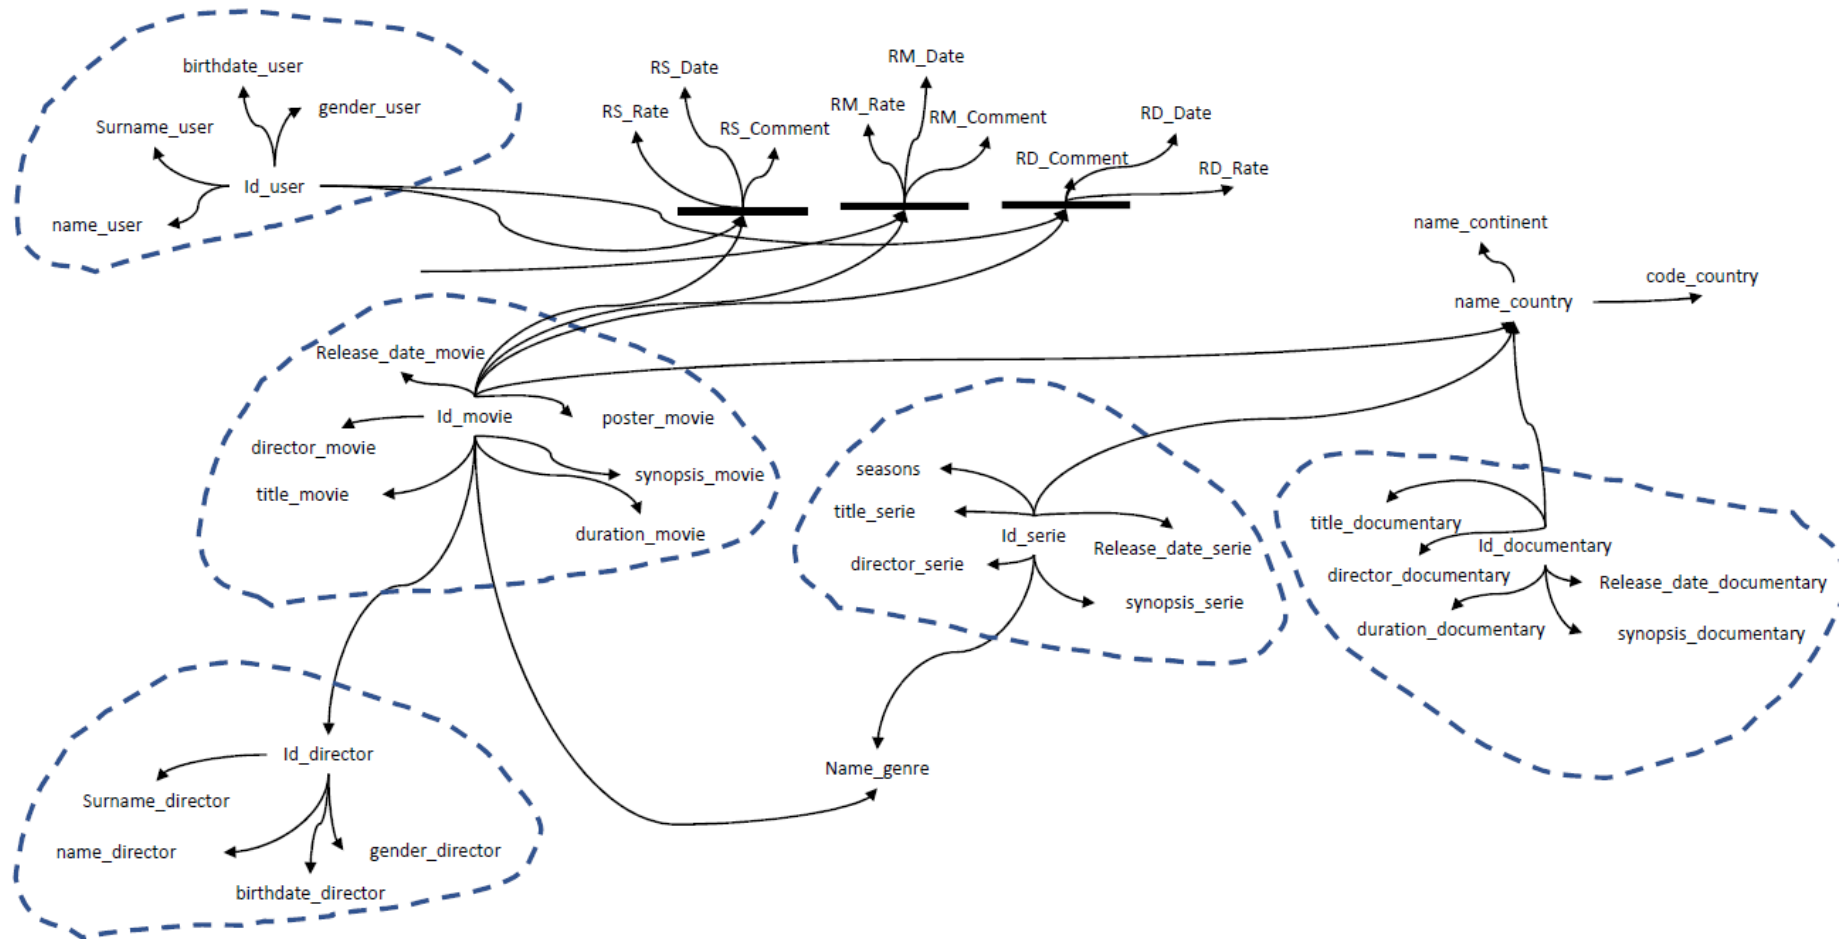 birthdate_user
gender_user
Surname_user
Id_user
name_user
RS_Date
RS_Rate
RS_Comment
RM_Date
RM_Rate
RM_Comment
RD_Date
RD_Comment
RD_Rate
name_continent
code_country
name_country
Release_date_movie
Id_movie
poster_movie
director_movie
synopsis_movie
title_movie
duration_movie
seasons
title_serie
Id_serie
Release_date_serie
director_serie
synopsis_serie
title_documentary
Id_documentary
director_documentary
Release_date_documentary
duration_documentary
synopsis_documentary
Id_director
Surname_director
name_director
gender_director
birthdate_director
Name_genre